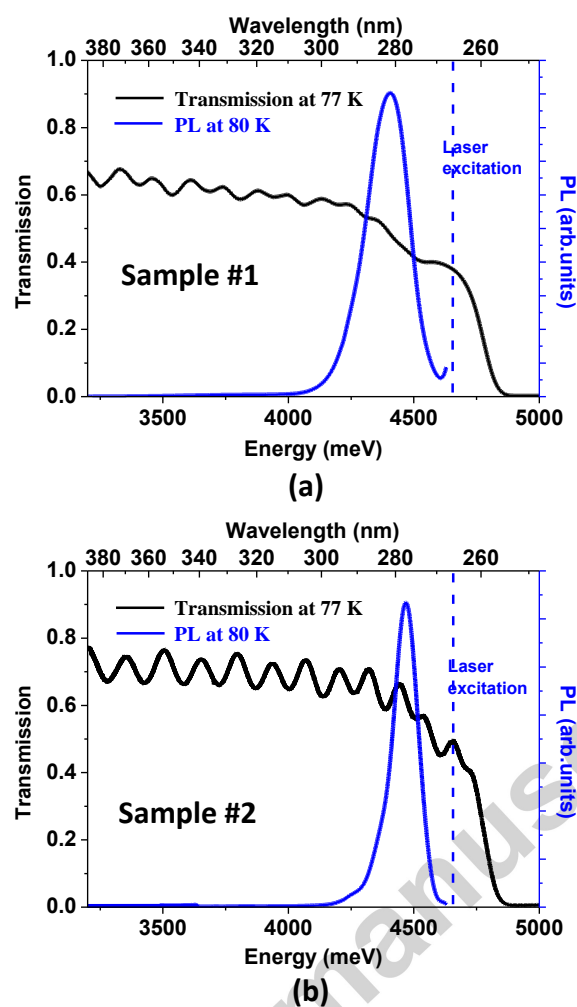 Wavelength (nm)
380 360 340 320 300 280 260
1.0
0.8
0.6
0.4
0.2
0.0
Transmission
Transmission at 77 K
PL at 80 K
Laser
excitation
Sample #1
PL (arb.units)
3500 4000 4500 5000
Energy (meV)
(a)
Wavelength (nm)
380 360 340 320 300 280 260
1.0
0.8
0.6
0.4
0.2
0.0
Transmission
Transmission at 77 K
PL at 80 K
Laser
excitation
Sample #2
PL (arb.units)
3500 4000 4500 5000
Energy (meV)
(b)
manus